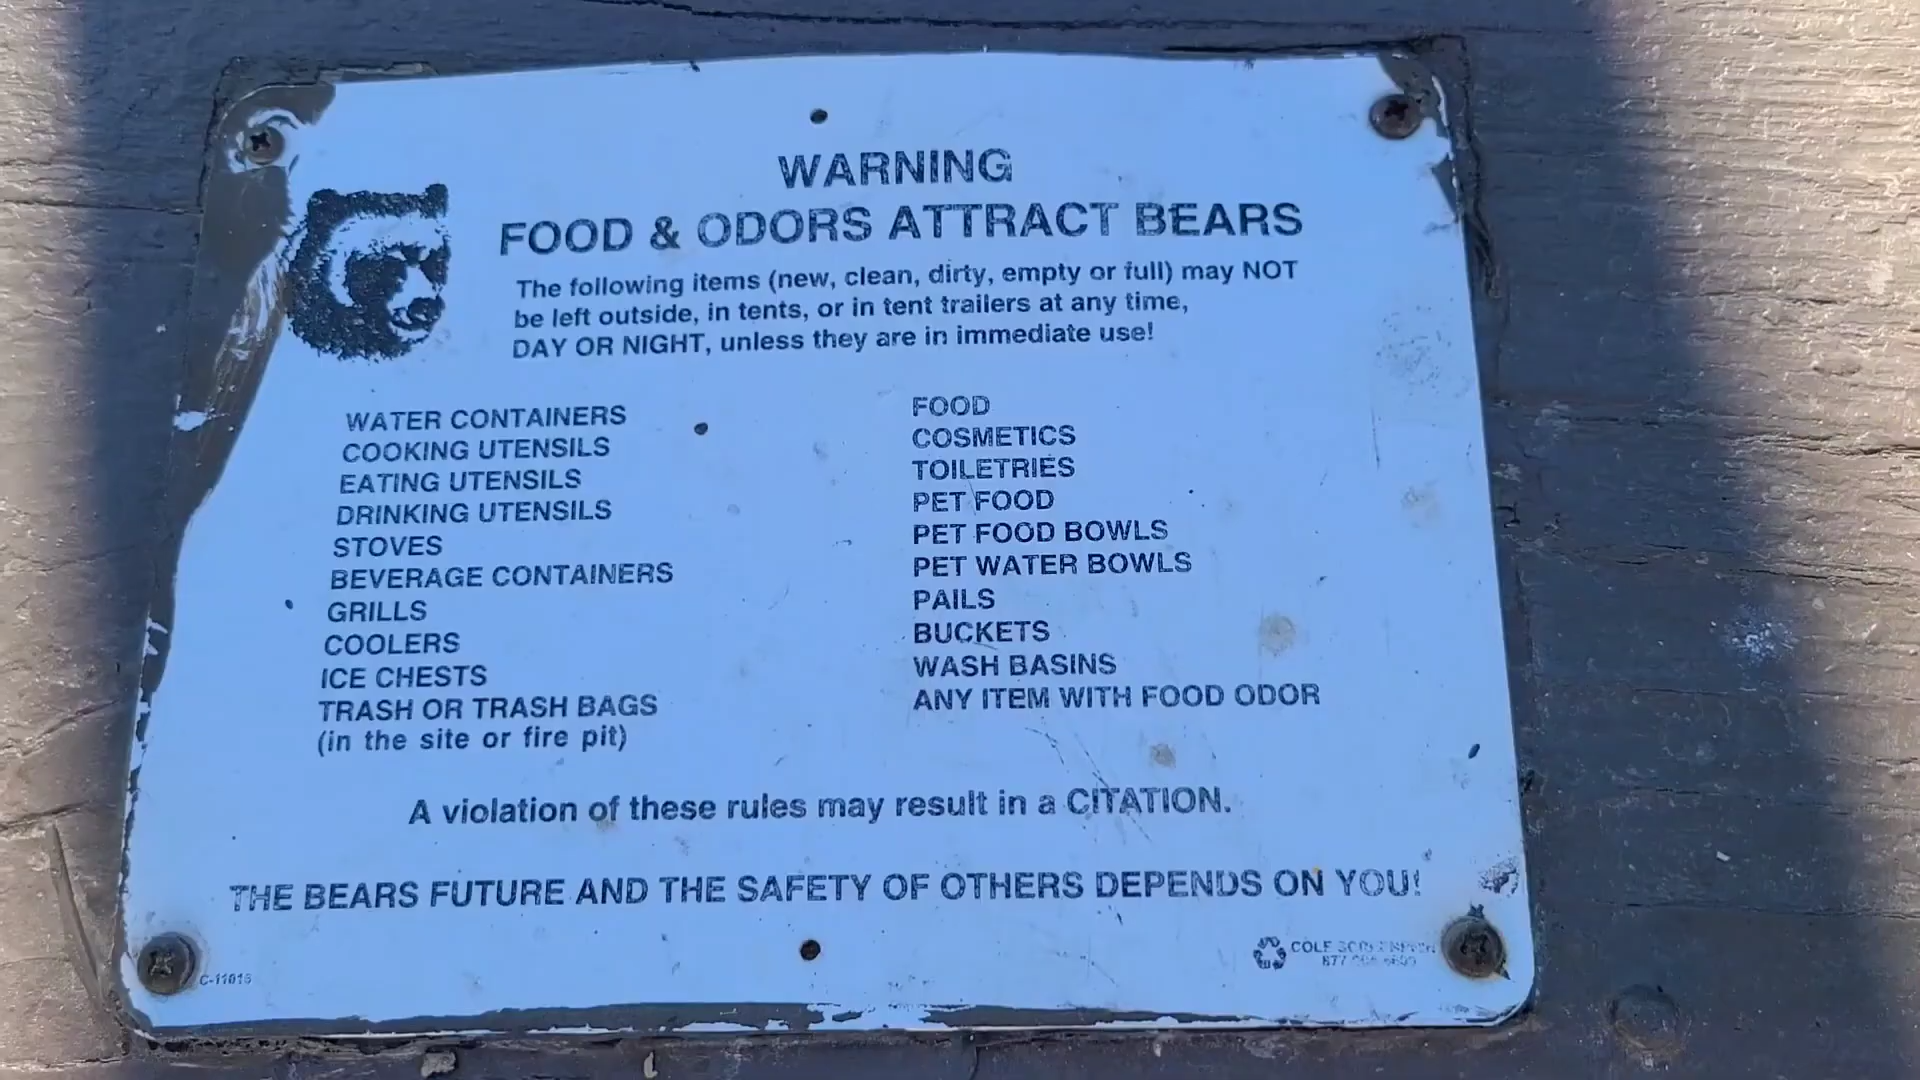 WARNING
FOOD & ODORS ATTRACT BEARS
The following items (new, clean, dirty, empty or full) may NOT
be left outside, in tents, or in tent trailers at any time,
DAY OR NIGHT, unless they are in immediate use!
WATER CONTAINERS
COOKING UTENSILS
EATING UTENSILS
DRINKING UTENSILS
STOVES
BEVERAGE CONTAINERS
GRILLS
COOLERS
ICE CHESTS
TRASH OR TRASH BAGS
(in the site or fire pit)
FOOD
COSMETICS
TOILETRIES
PET FOOD
PET FOOD BOWLS
PET WATER BOWLS
PAILS
BUCKETS
WASH BASINS
ANY ITEM WITH FOOD ODOR
A violation of these rules may result in a CITATION.
THE BEARS FUTURE AND THE SAFETY OF OTHERS DEPENDS ON YOU!
COLE
877